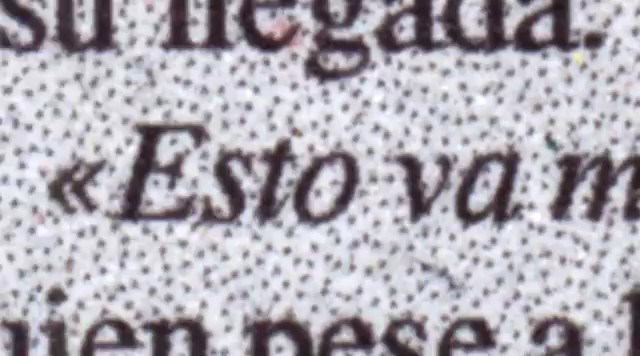 su llegada.
«Esto va m
uien pese a l